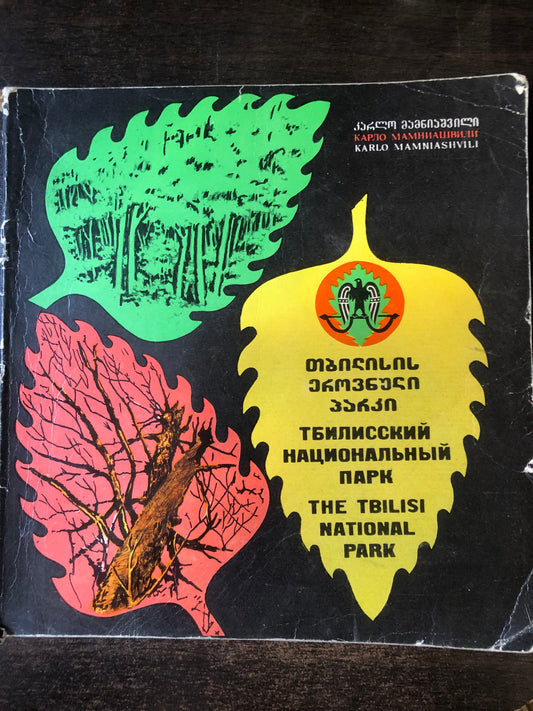 კარლო მამნიაშვილი
КАРЛО МАМНИАШВИЛИ
KARLO MAMNIASHVILI
თბილისის
ეროვნული
პარკი
ТБИЛИССКИЙ
НАЦИОНАЛЬНЫЙ
ПАРК
THE TBILISI
NATIONAL
PARK